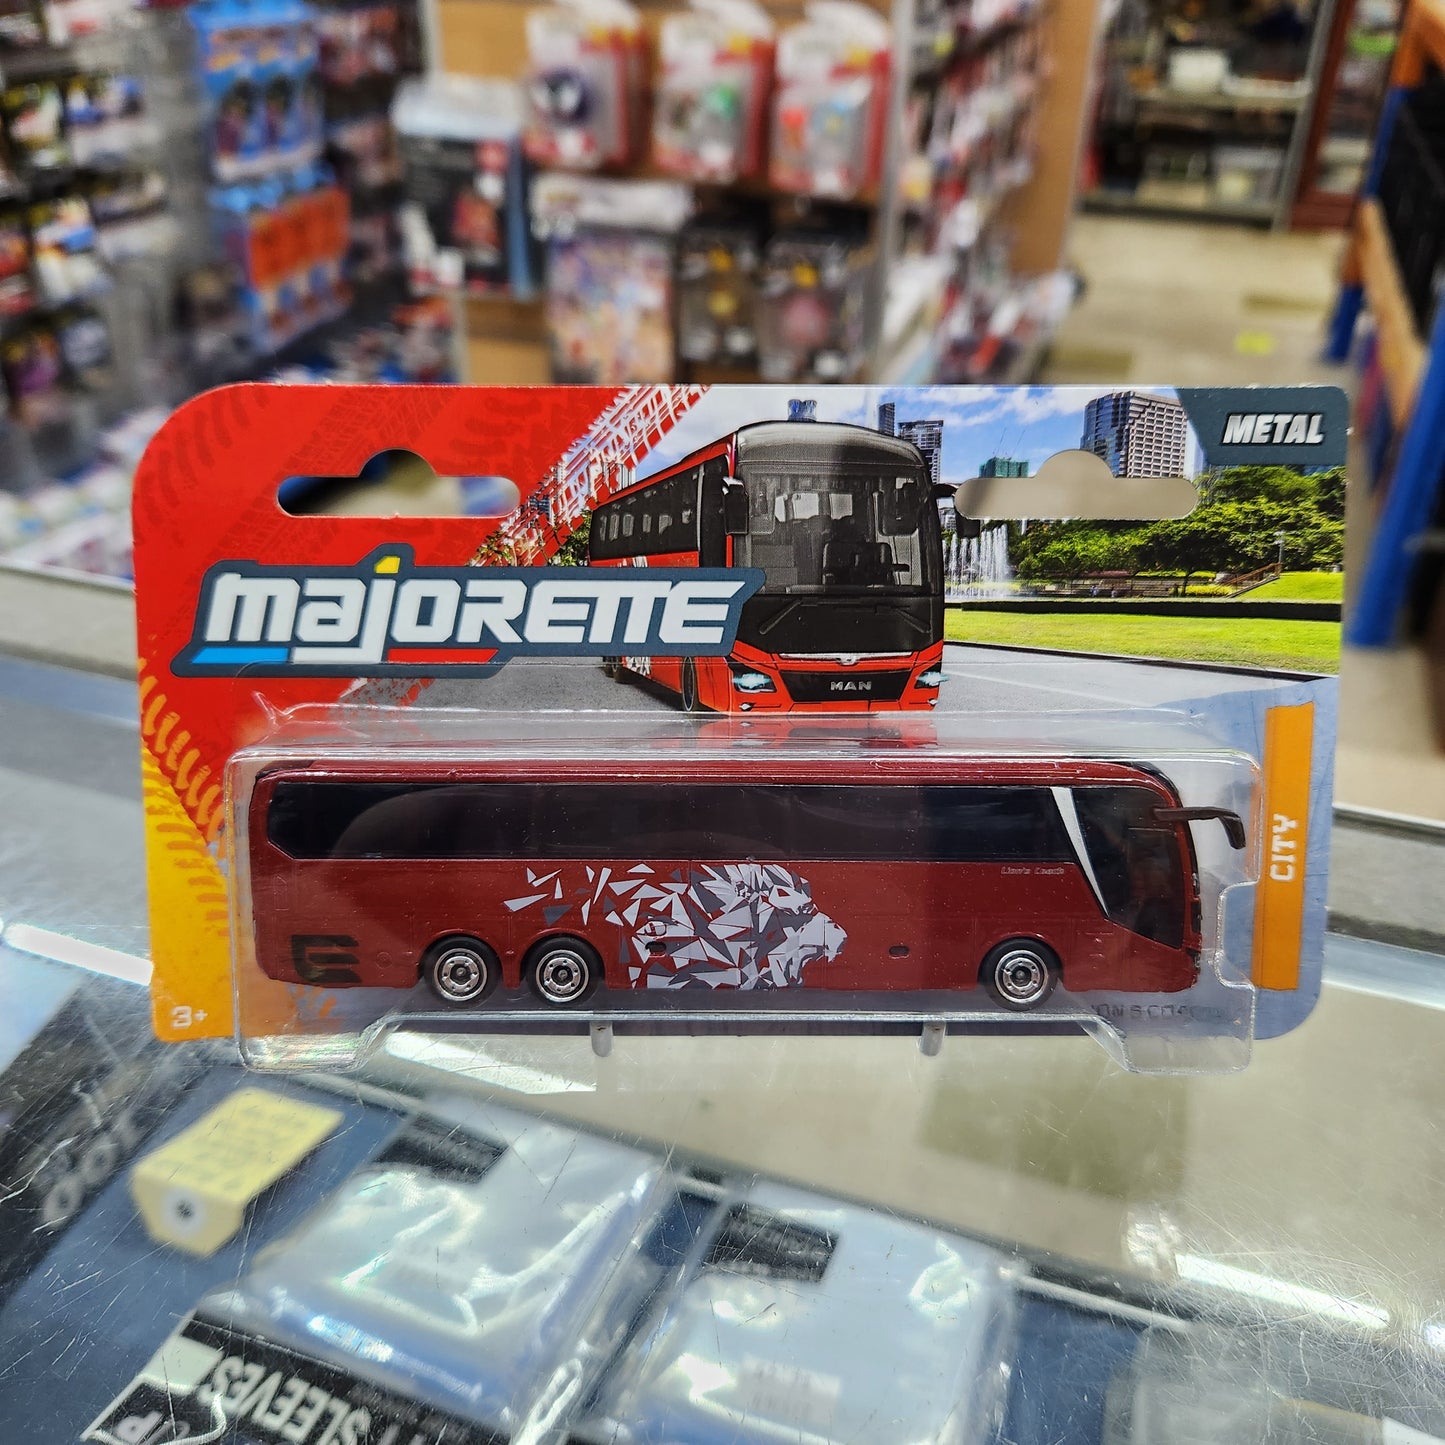 METAL
majORETTE
MAN
CITY
Lion's Coach
3+
SLEEVES